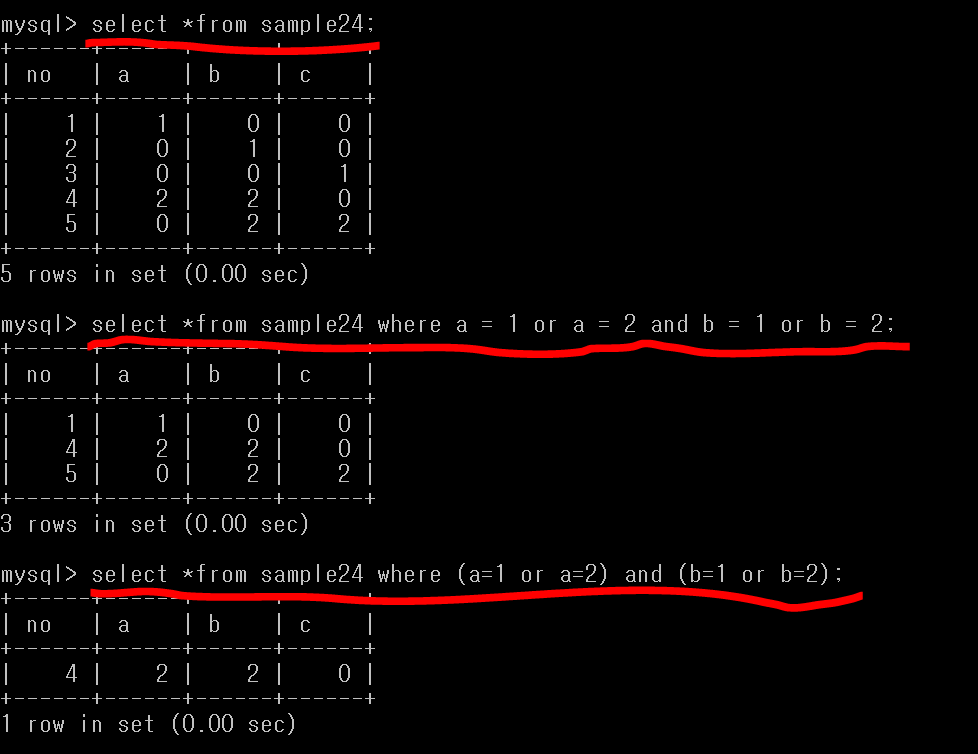 mysql> select *from sample24;
+------+------+------+------+
| no   | a    | b    | c    |
+------+------+------+------+
|    1 |    1 |    0 |    0 |
|    2 |    0 |    1 |    0 |
|    3 |    0 |    0 |    1 |
|    4 |    2 |    2 |    0 |
|    5 |    0 |    2 |    2 |
+------+------+------+------+
5 rows in set (0.00 sec)
mysql> select *from sample24 where a = 1 or a = 2 and b = 1 or b = 2;
+------+------+------+------+
| no   | a    | b    | c    |
+------+------+------+------+
|    1 |    1 |    0 |    0 |
|    4 |    2 |    2 |    0 |
|    5 |    0 |    2 |    2 |
+------+------+------+------+
3 rows in set (0.00 sec)
mysql> select *from sample24 where (a=1 or a=2) and (b=1 or b=2);
+------+------+------+------+
| no   | a    | b    | c    |
+------+------+------+------+
|    4 |    2 |    2 |    0 |
+------+------+------+------+
1 row in set (0.00 sec)